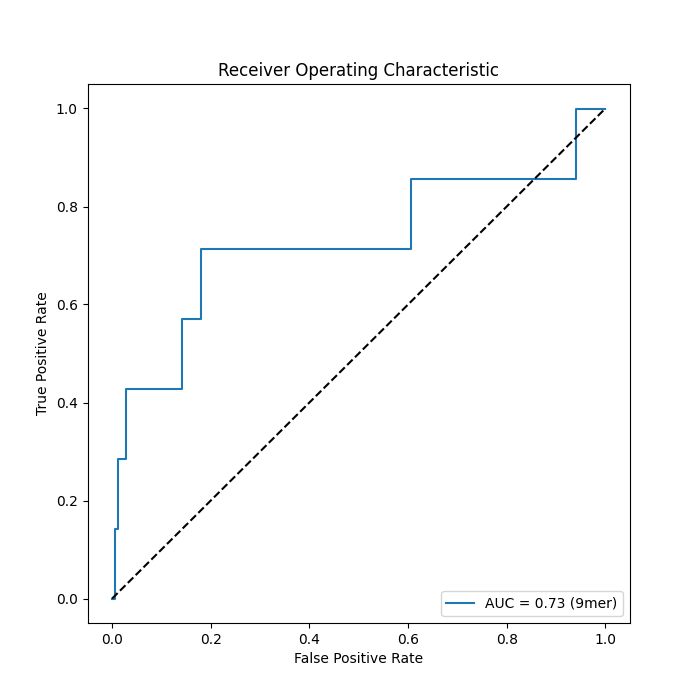 Receiver Operating Characteristic
True Positive Rate
1.0
0.8
0.6
0.4
0.2
0.0
AUC = 0.73 (9mer)
0.0 0.2 0.4 0.6 0.8 1.0
False Positive Rate